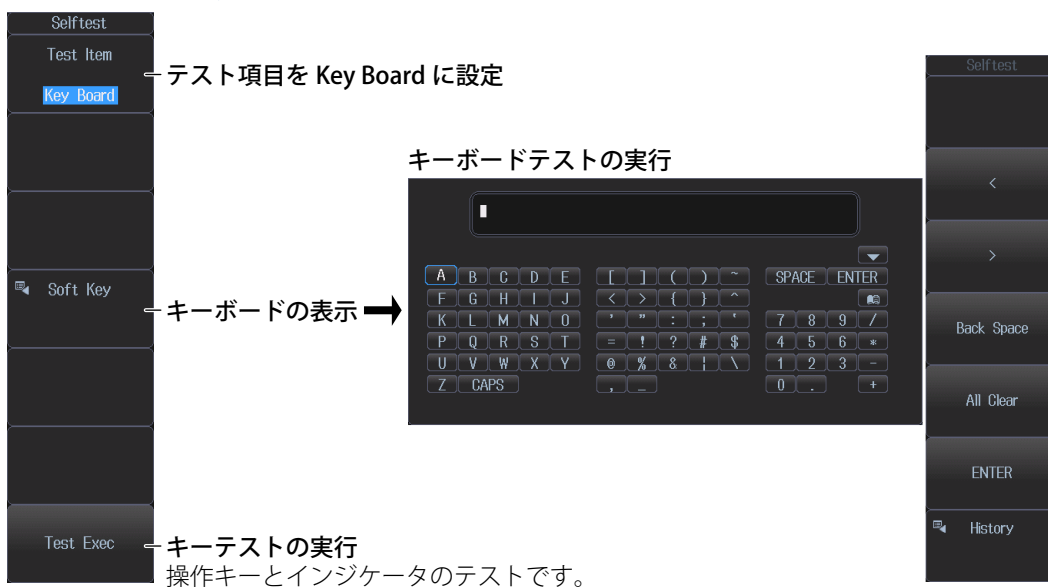 Selftest
Test Item
Key Board
テスト項目を Key Board に設定
Soft Key
キーボードの表示
Test Exec
キーテストの実行
操作キーとインジケータのテストです。
キーボードテストの実行
A B C D E [ ] ( ) ~ SPACE ENTER
F G H I J < > { } ^
K L M N O ' " : ; ‘ 7 8 9 /
P Q R S T = ! ? # $ 4 5 6 *
U V W X Y @ % & ¦ \ 1 2 3 -
Z CAPS , _ 0 . +
Selftest
<
>
Back Space
All Clear
ENTER
History